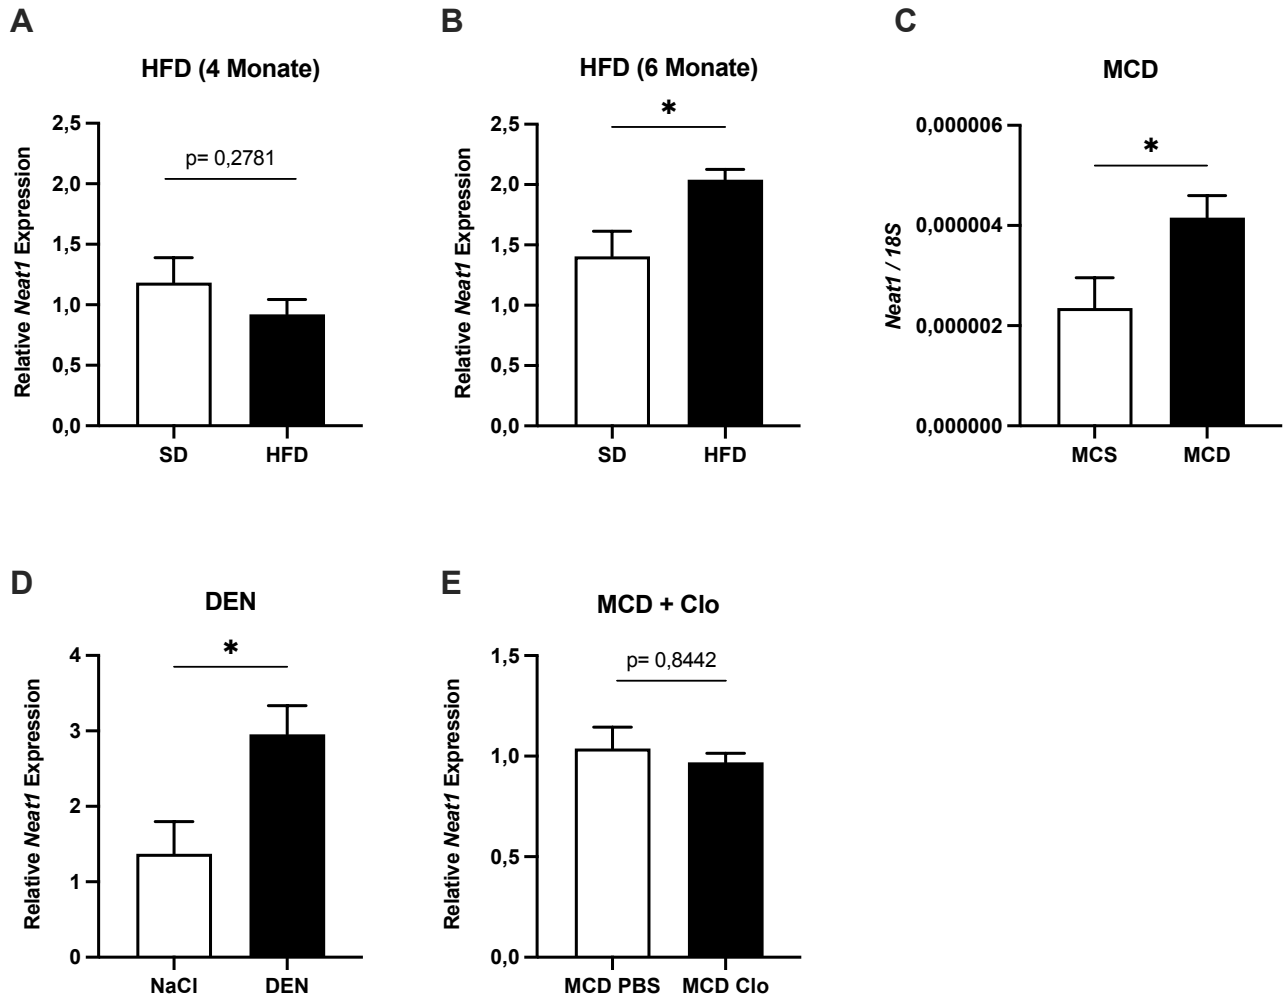 A
HFD (4 Monate)
Relative Neat1 Expression
2,5
2,0
1,5
1,0
0,5
0,0
p= 0,2781
SD HFD
B
HFD (6 Monate)
Relative Neat1 Expression
2,5
2,0
1,5
1,0
0,5
0,0
*
SD HFD
C
MCD
Neat1 / 18S
0,000006
0,000004
0,000002
0,000000
*
MCS MCD
D
DEN
Relative Neat1 Expression
4
3
2
1
0
*
NaCl DEN
E
MCD + Clo
Relative Neat1 Expression
1,5
1,0
0,5
0,0
p= 0,8442
MCD PBS MCD Clo